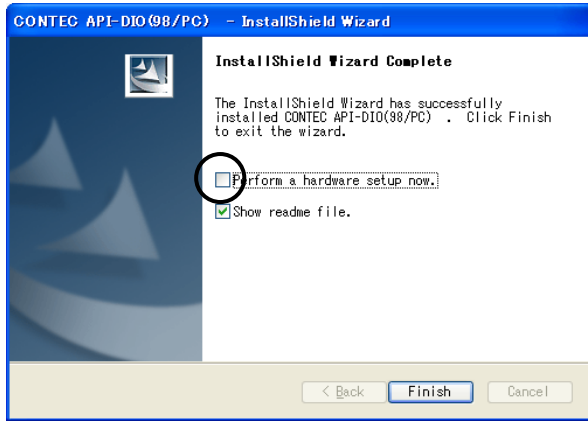 CONTEC API-DIO(98/PC) - InstallShield Wizard
InstallShield Wizard Complete
The InstallShield Wizard has successfully
installed CONTEC API-DIO(98/PC) . Click Finish
to exit the wizard.
Perform a hardware setup now.
Show readme file.
< Back
Finish
Cancel